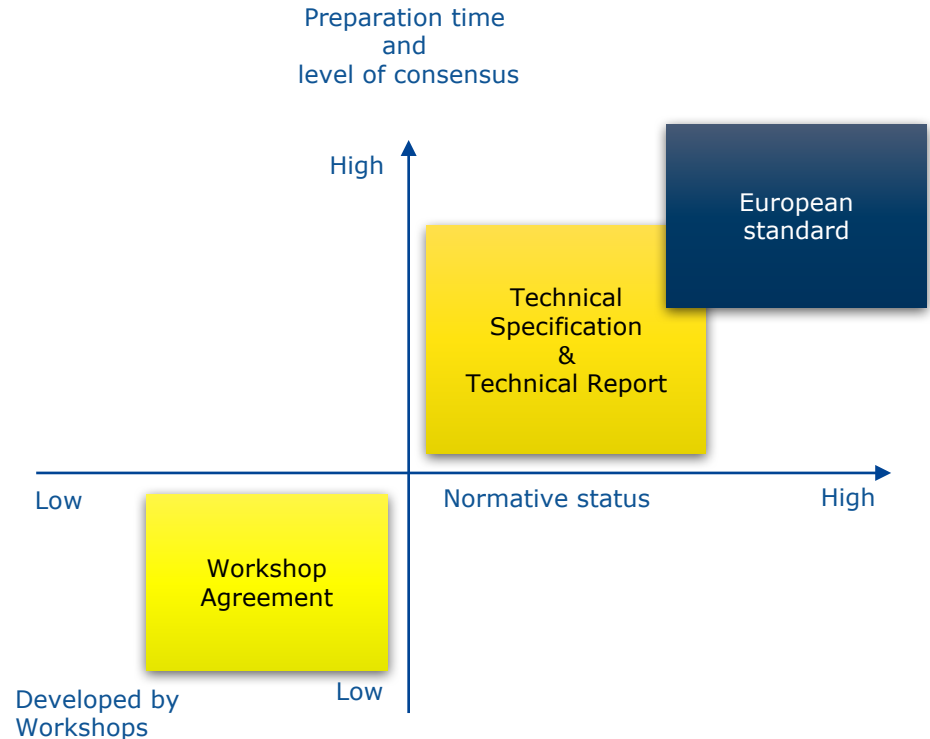 Preparation time
and
level of consensus
High
European
standard
Technical
Specification
&
Technical Report
Low
Normative status
High
Workshop
Agreement
Low
Developed by
Workshops